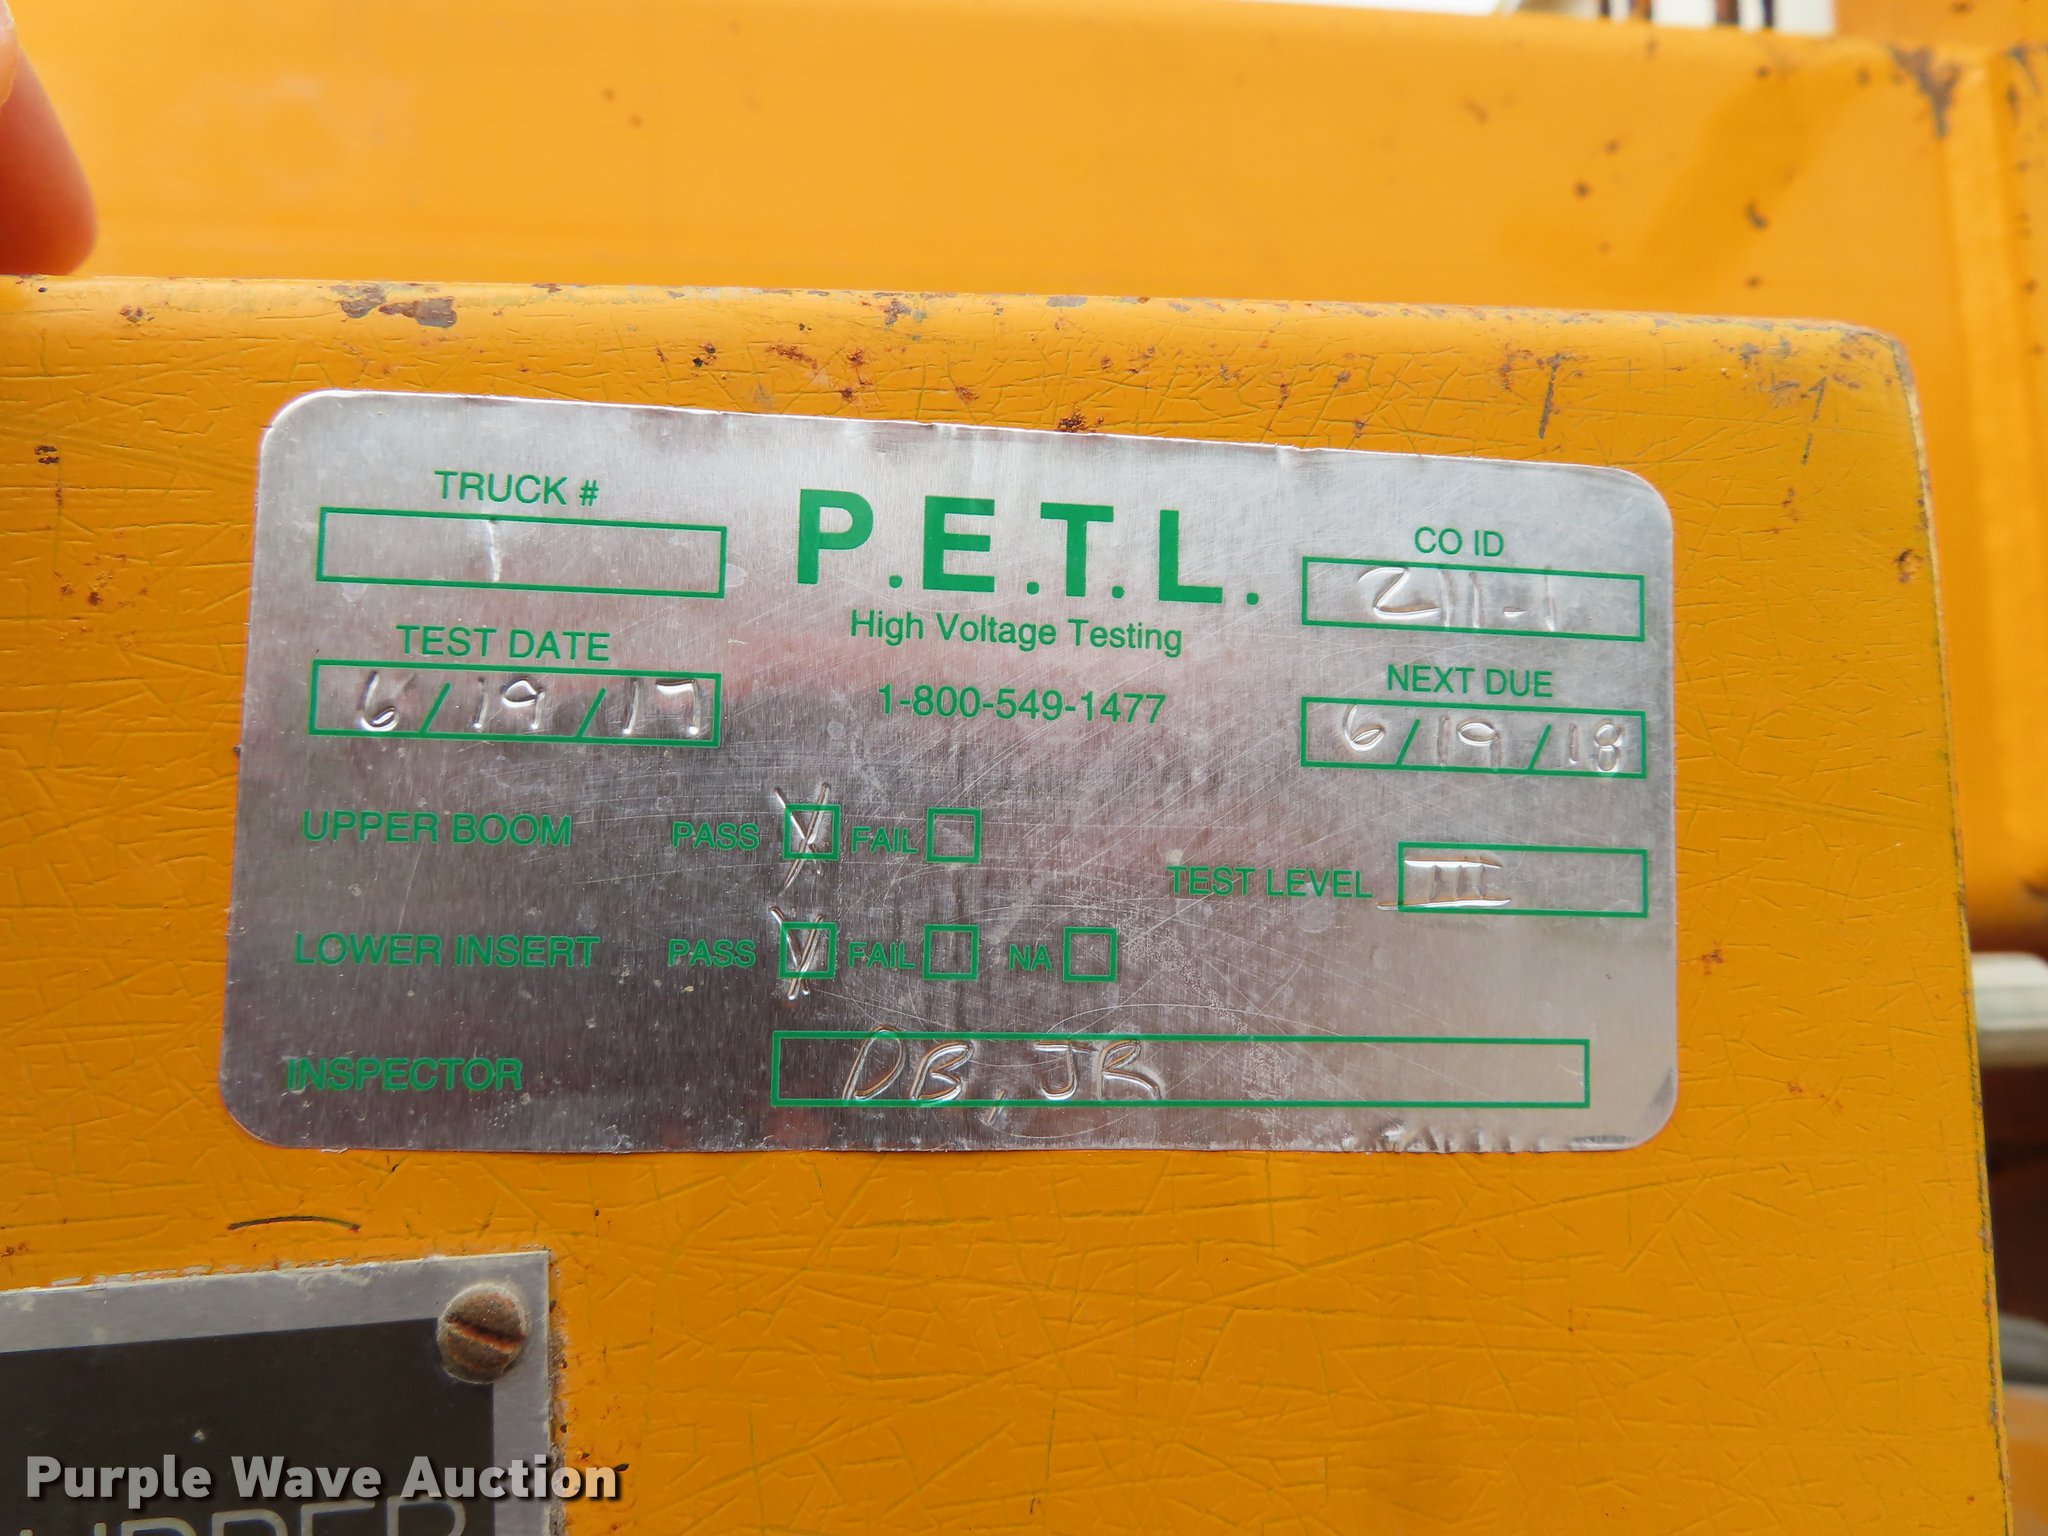 TRUCK #
1
P.E.T.L.
High Voltage Testing
1-800-549-1477
CO ID
211-1
TEST DATE
6/19/17
NEXT DUE
6/19/18
UPPER BOOM PASS X FAIL
TEST LEVEL III
LOWER INSERT PASS X FAIL NA
INSPECTOR DB, JR
Purple Wave Auction
UPPER